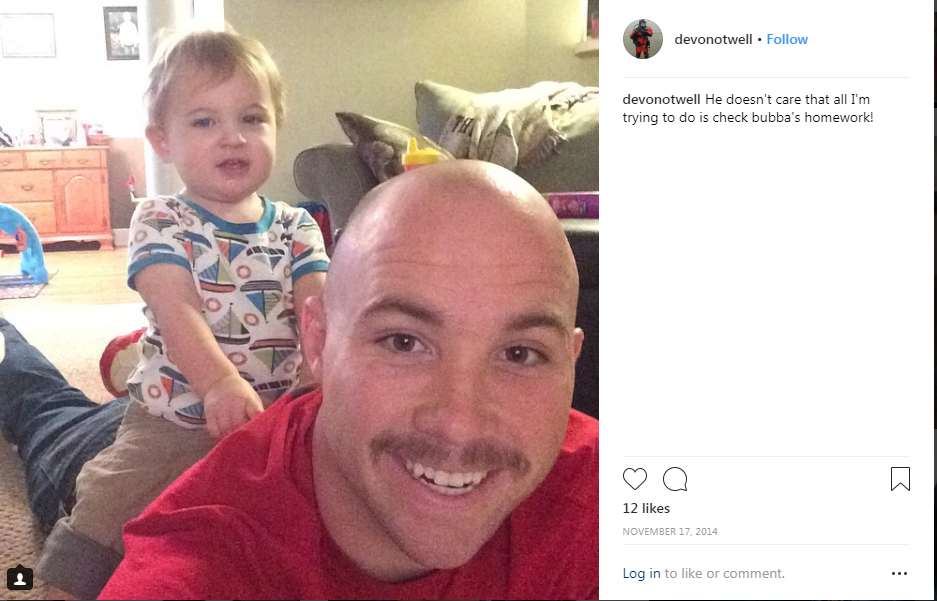 devonotwell • Follow
devonotwell He doesn't care that all I'm
trying to do is check bubba's homework!
12 likes
NOVEMBER 17, 2014
Log in to like or comment.